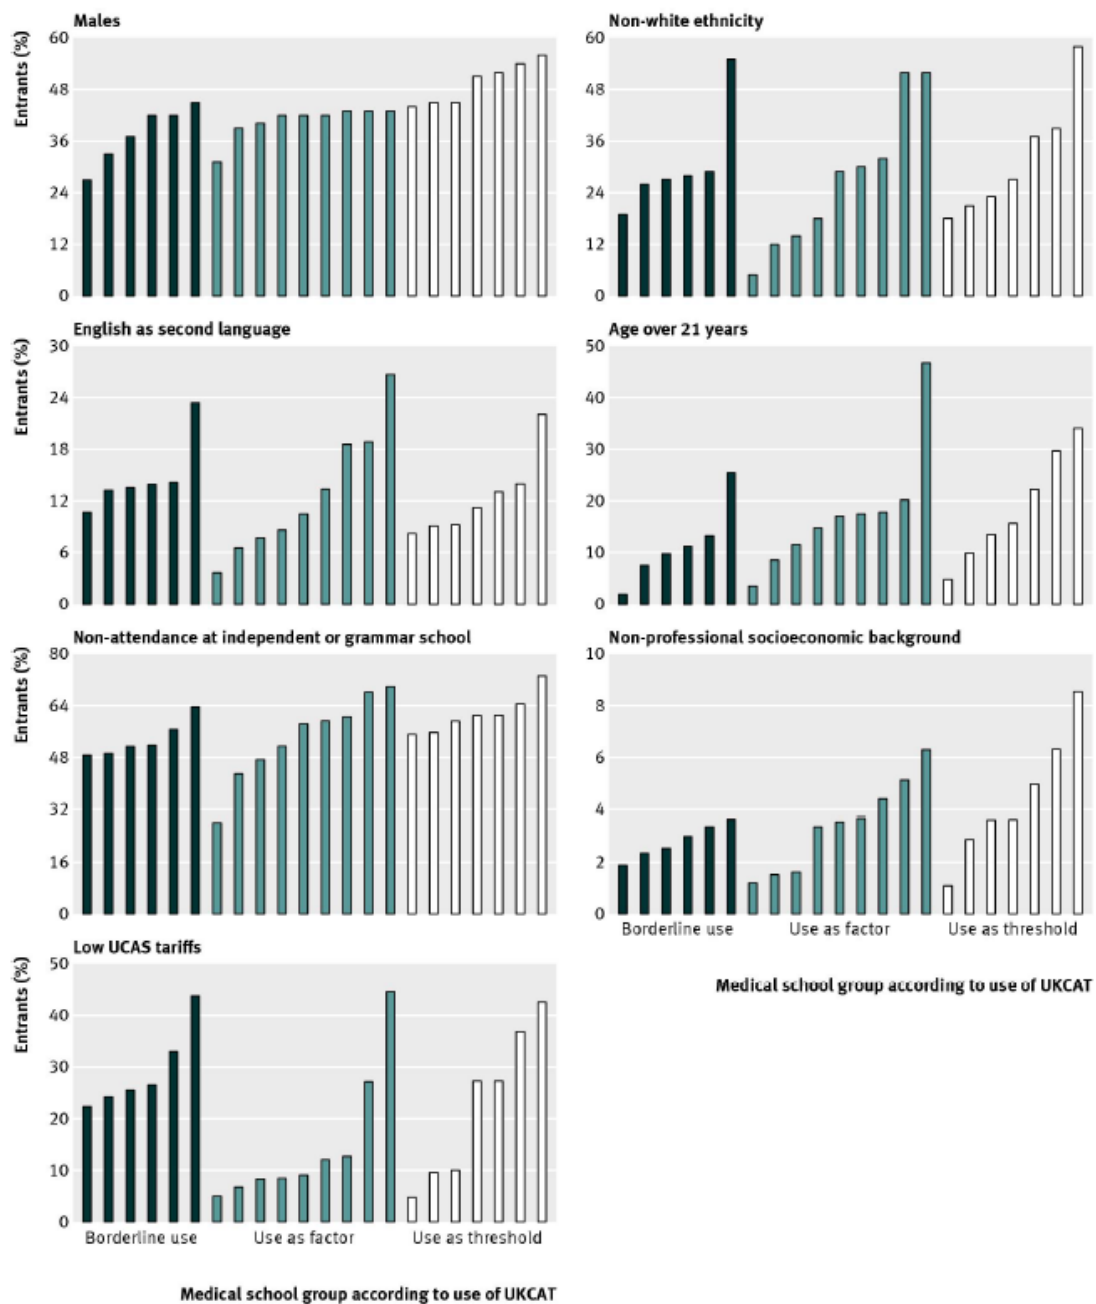 Males
Entrants (%)
60
48
36
24
12
0
Non-white ethnicity
60
48
36
24
12
0
English as second language
Entrants (%)
30
24
18
12
6
0
Age over 21 years
50
40
30
20
10
0
Non-attendance at independent or grammar school
Entrants (%)
80
64
48
32
16
0
Non-professional socioeconomic background
10
8
6
4
2
0
Borderline use Use as factor Use as threshold
Medical school group according to use of UKCAT
Low UCAS tariffs
Entrants (%)
50
40
30
20
10
0
Borderline use Use as factor Use as threshold
Medical school group according to use of UKCAT